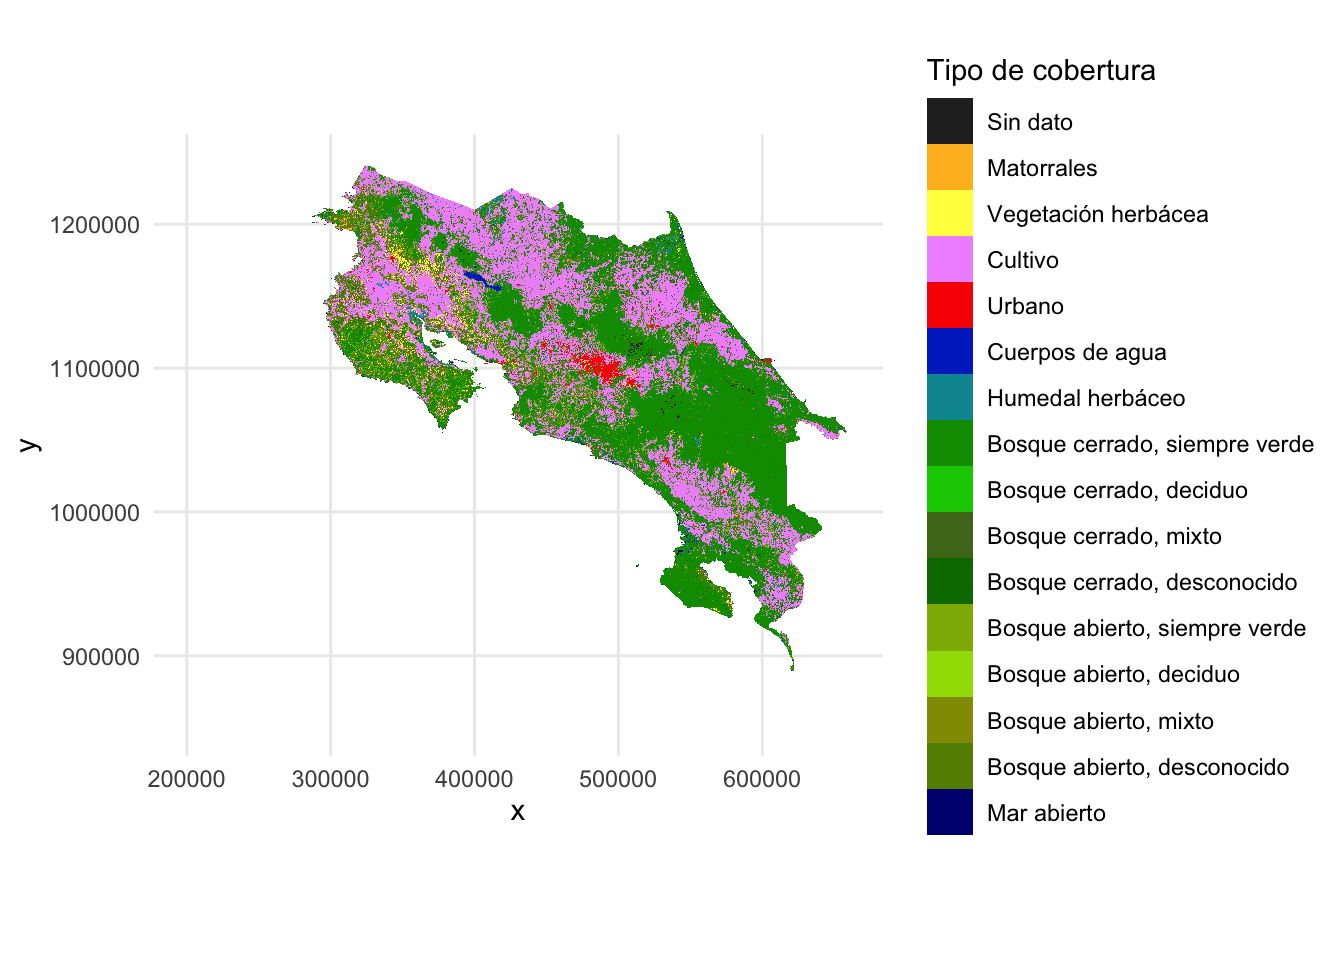 Tipo de cobertura
Sin dato
Matorrales
Vegetación herbácea
Cultivo
Urbano
Cuerpos de agua
Humedal herbáceo
Bosque cerrado, siempre verde
Bosque cerrado, deciduo
Bosque cerrado, mixto
Bosque cerrado, desconocido
Bosque abierto, siempre verde
Bosque abierto, deciduo
Bosque abierto, mixto
Bosque abierto, desconocido
Mar abierto
1200000
1100000
1000000
900000
y
200000 300000 400000 500000 600000
x